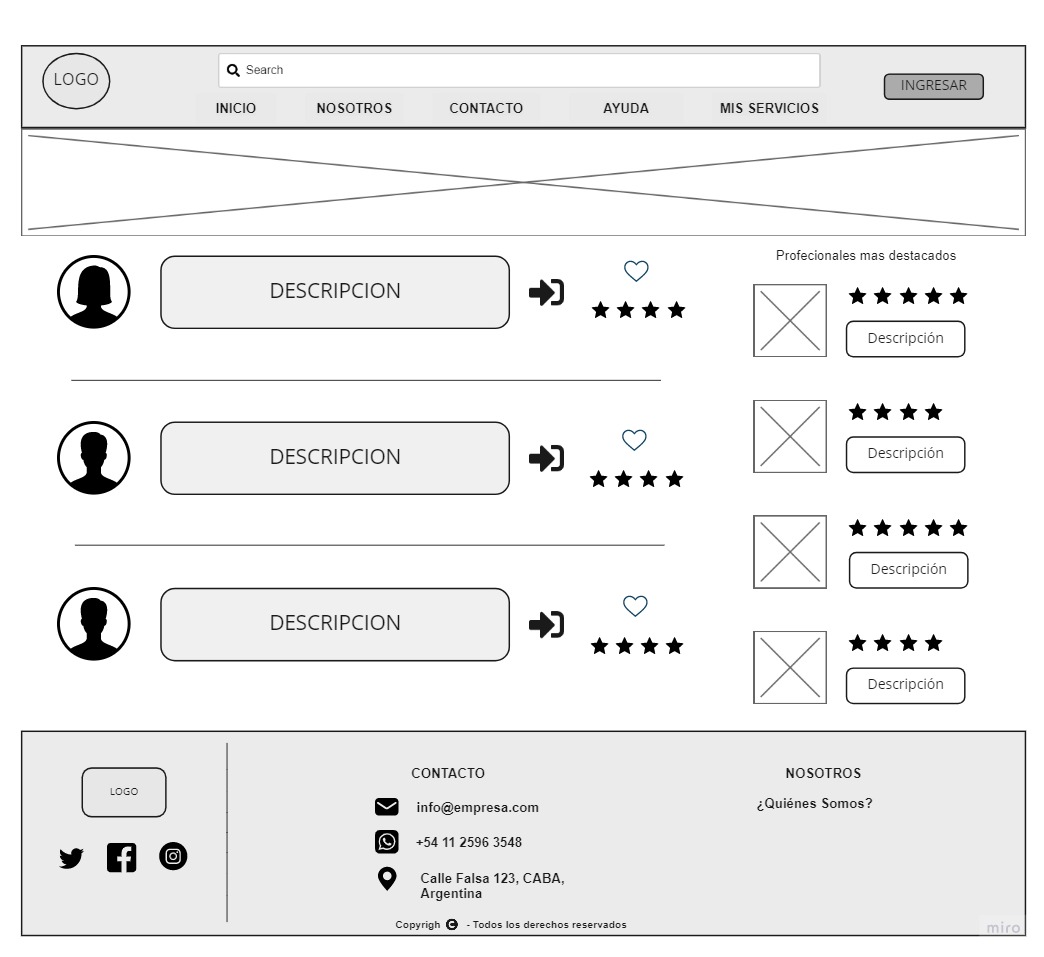 LOGO
Search
INGRESAR
INICIO
NOSOTROS
CONTACTO
AYUDA
MIS SERVICIOS
DESCRIPCION
DESCRIPCION
DESCRIPCION
Profecionales mas destacados
Descripción
Descripción
Descripción
Descripción
LOGO
CONTACTO
info@empresa.com
+54 11 2596 3548
Calle Falsa 123, CABA,
Argentina
NOSOTROS
¿Quiénes Somos?
Copyrigh © - Todos los derechos reservados
miro